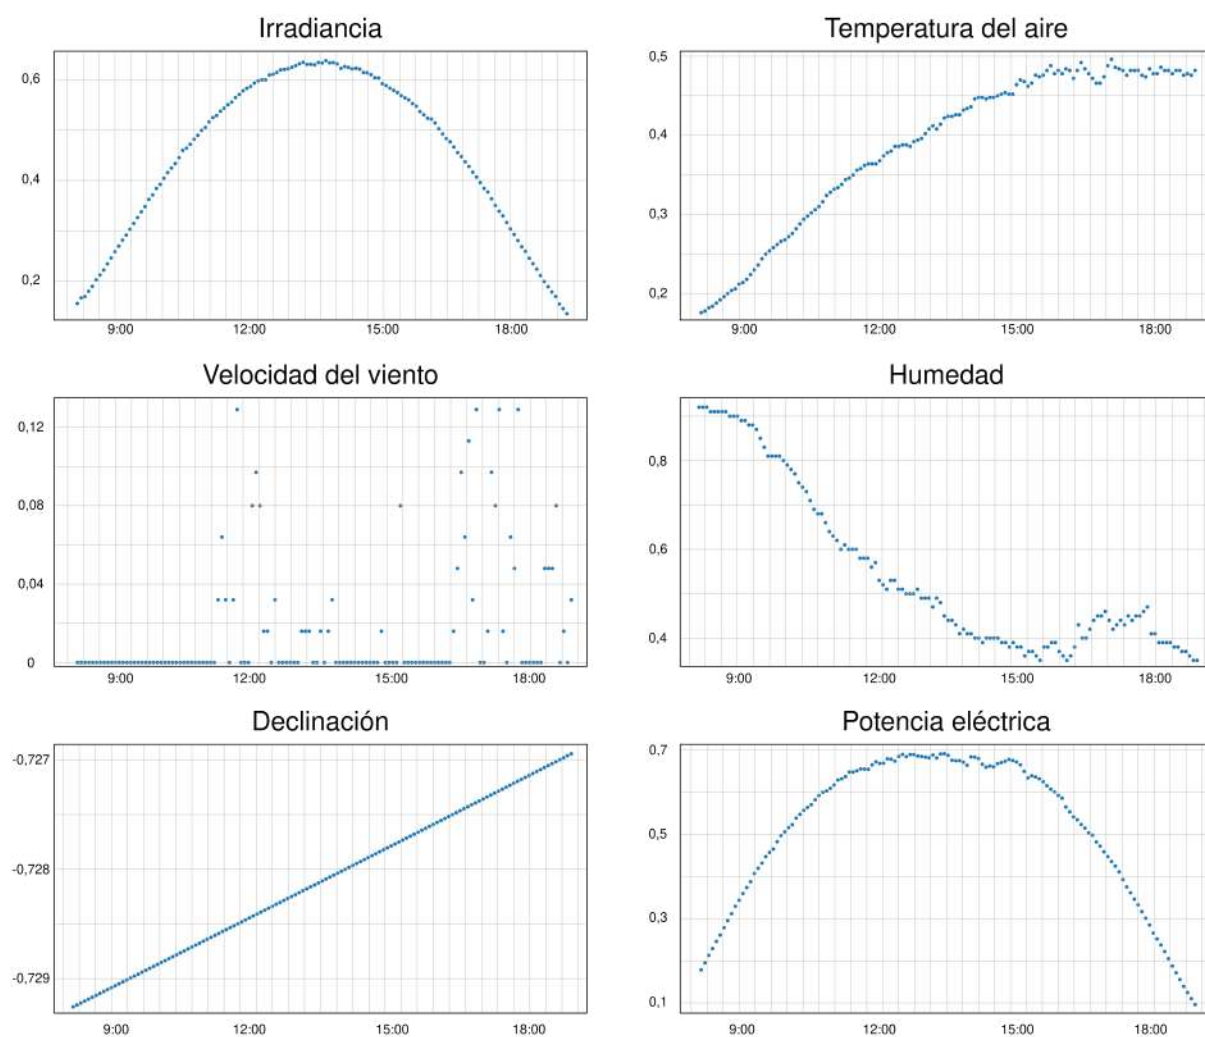 Irradiancia
0,6
0,4
0,2
9:00 12:00 15:00 18:00
Temperatura del aire
0,5
0,4
0,3
0,2
9:00 12:00 15:00 18:00
Velocidad del viento
0,12
0,08
0,04
0
9:00 12:00 15:00 18:00
Humedad
0,8
0,6
0,4
9:00 12:00 15:00 18:00
Declinación
-0,727
-0,728
-0,729
9:00 12:00 15:00 18:00
Potencia eléctrica
0,7
0,5
0,3
0,1
9:00 12:00 15:00 18:00